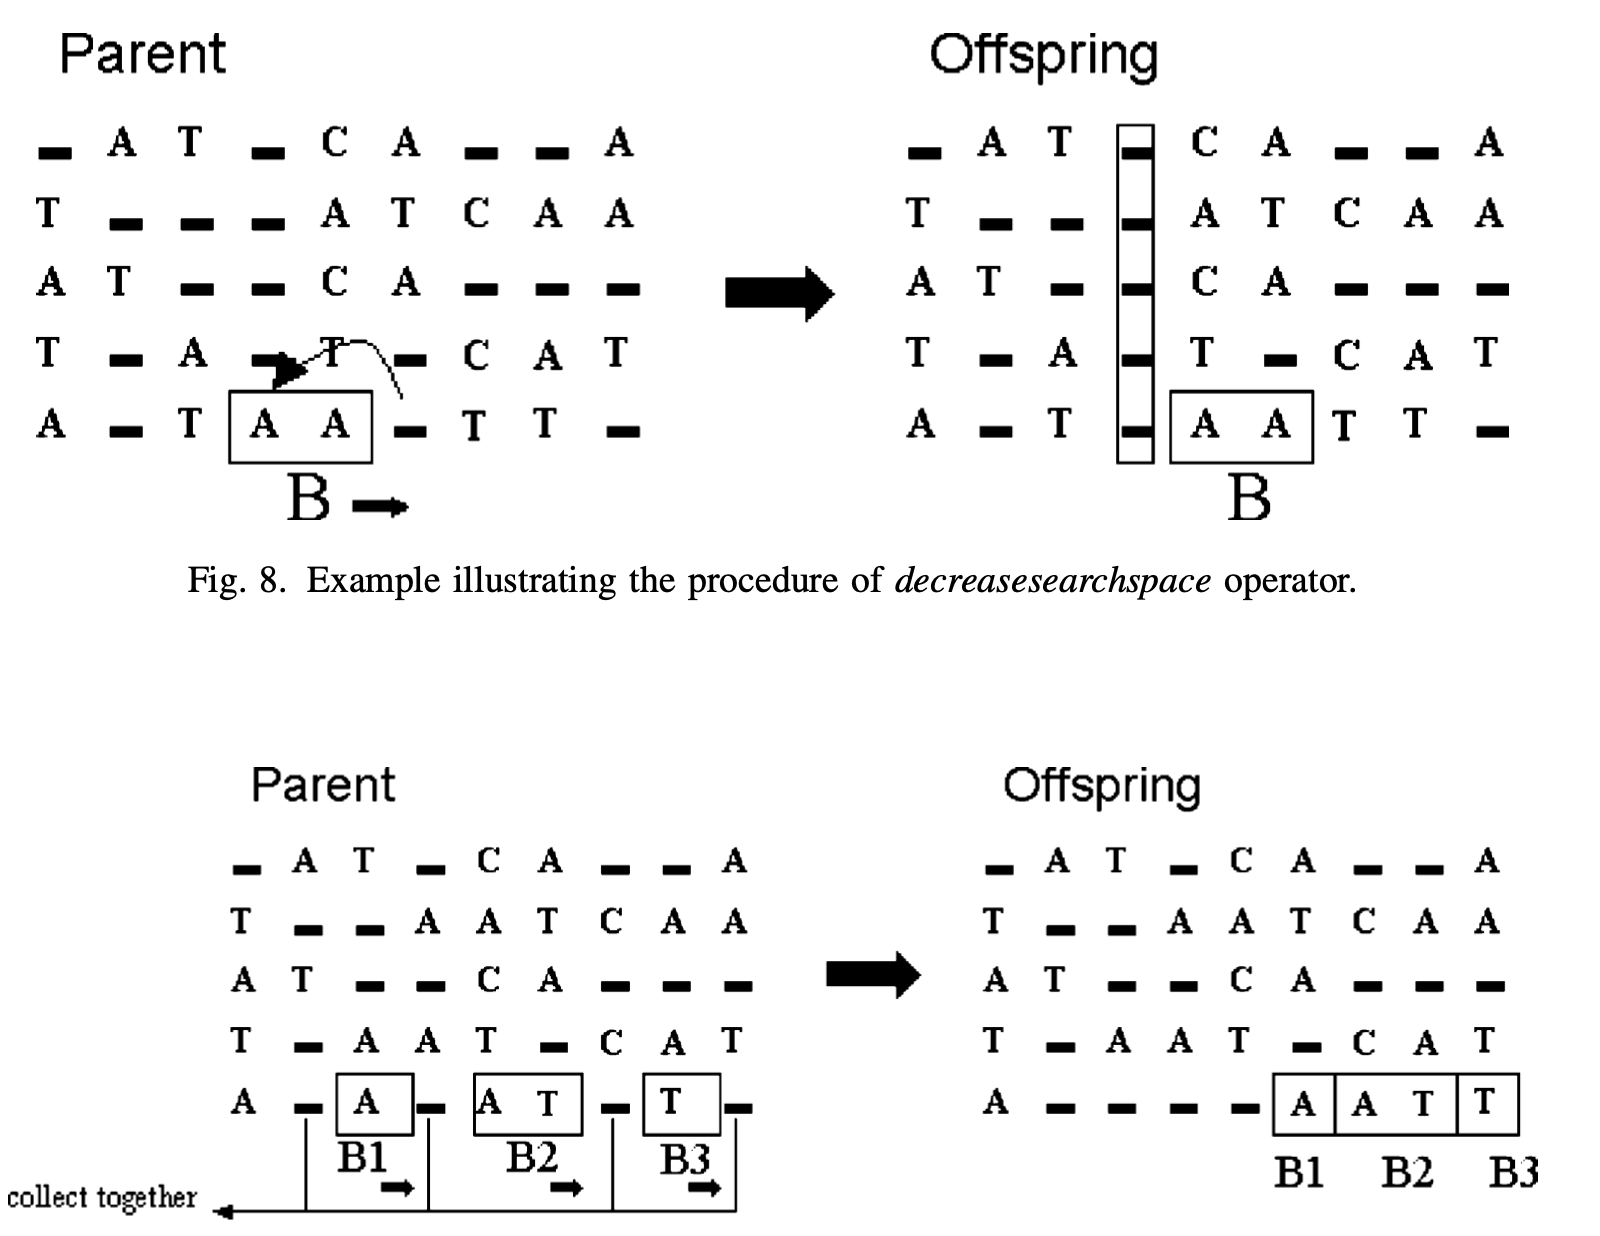 Parent Offspring
– A T – C A – – A – A T – C A – – A
T – – – A T C A A T – – – A T C A A
A T – – C A – – – A T – – C A – – –
T – A – T – C A T T – A – T – C A T
A – T A A – T T – A – T – A A T T –
B B
Fig. 8. Example illustrating the procedure of decreasesearchspace operator.
Parent Offspring
– A T – C A – – A – A T – C A – – A
T – – A A T C A A T – – A A T C A A
A T – – C A – – – A T – – C A – – –
T – A A T – C A T T – A A T – C A T
A – A – A T – T – A – – – – A A T T
B1 B2 B3 B1 B2 B3
collect together